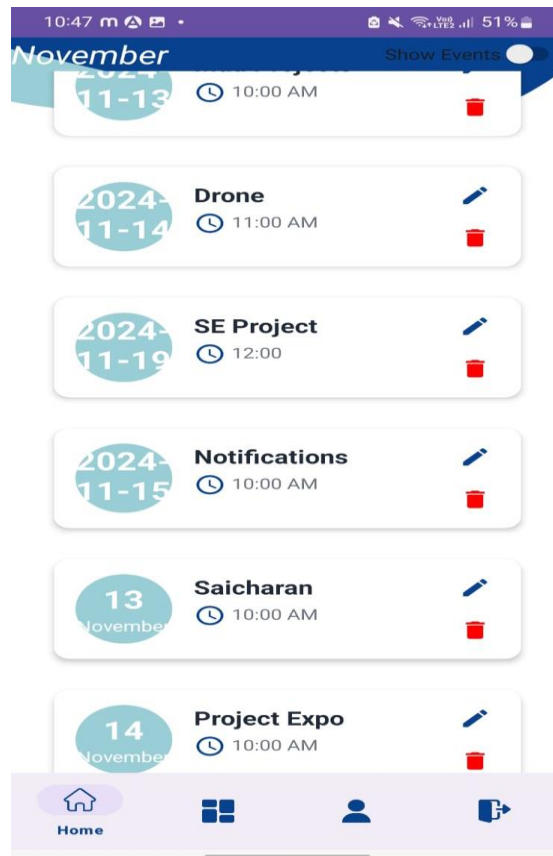 10:47 m
51%
November
Show Events
2024-
11-13
10:00 AM
2024-
11-14
Drone
11:00 AM
2024-
11-19
SE Project
12:00
2024-
11-15
Notifications
10:00 AM
13
November
Saicharan
10:00 AM
14
November
Project Expo
10:00 AM
Home